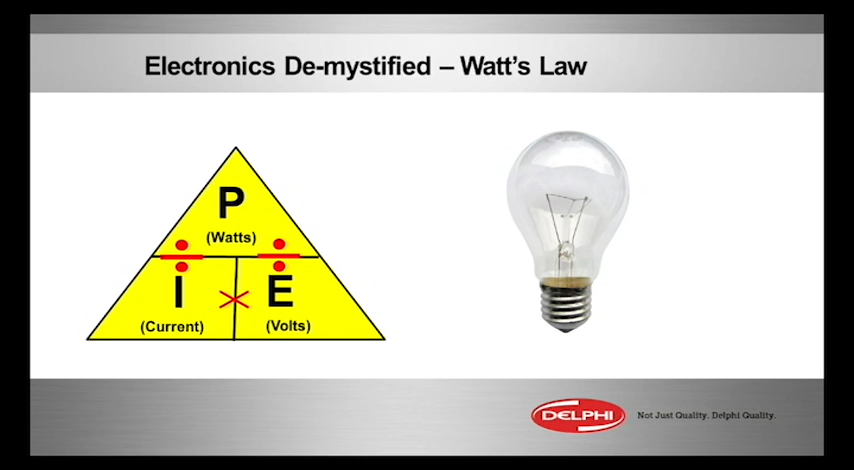 Electronics De-mystified – Watt's Law
P
(Watts)
I
E
(Current)
(Volts)
DELPHI
Not Just Quality. Delphi Quality.